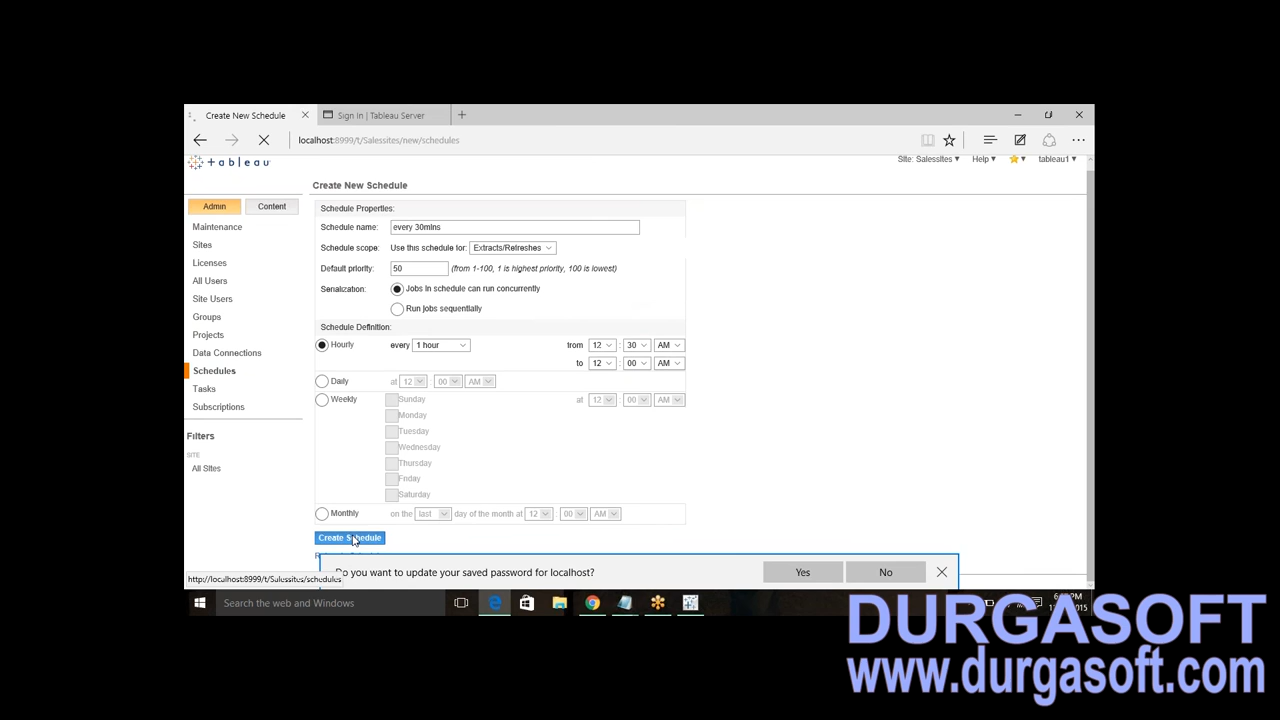 Create New Schedule
Sign In | Tableau Server
localhost:8999/t/Salessites/new/schedules
+ a b l e a u
Site: Salessites
Help
tableau1
Create New Schedule
Admin
Content
Maintenance
Sites
Licenses
All Users
Site Users
Groups
Projects
Data Connections
Schedules
Tasks
Subscriptions
Filters
SITE
All Sites
Schedule Properties:
Schedule name: every 30mins
Schedule scope: Use this schedule for: Extracts/Refreshes
Default priority: 50 (from 1-100, 1 is highest priority, 100 is lowest)
Serialization: Jobs in schedule can run concurrently
Run jobs sequentially
Schedule Definition:
Hourly every 1 hour from 12 : 30 AM
to 12 : 00 AM
Daily at 12 : 00 AM
Weekly Sunday at 12 : 00 AM
Monday
Tuesday
Wednesday
Thursday
Friday
Saturday
Monthly on the last day of the month at 12 : 00 AM
Create Schedule
Do you want to update your saved password for localhost?
Yes
No
http://localhost:8999/t/Salessites/schedules
Search the web and Windows
DURGASOFT
www.durgasoft.com